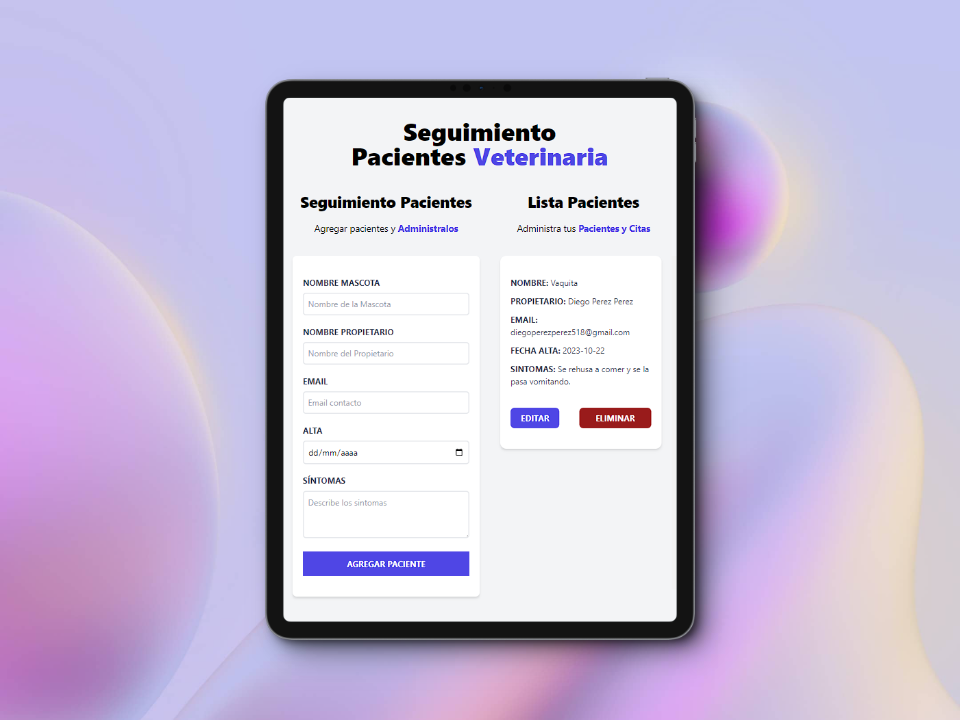 Seguimiento
Pacientes Veterinaria
Seguimiento Pacientes
Agregar pacientes y Administralos
NOMBRE MASCOTA
Nombre de la Mascota
NOMBRE PROPIETARIO
Nombre del Propietario
EMAIL
Email contacto
ALTA
dd/mm/aaaa
SÍNTOMAS
Describe los sintomas
AGREGAR PACIENTE
Lista Pacientes
Administra tus Pacientes y Citas
NOMBRE: Vaquita
PROPIETARIO: Diego Perez Perez
EMAIL:
diegoperezperez518@gmail.com
FECHA ALTA: 2023-10-22
SINTOMAS: Se rehusa a comer y se la
pasa vomitando.
EDITAR
ELIMINAR